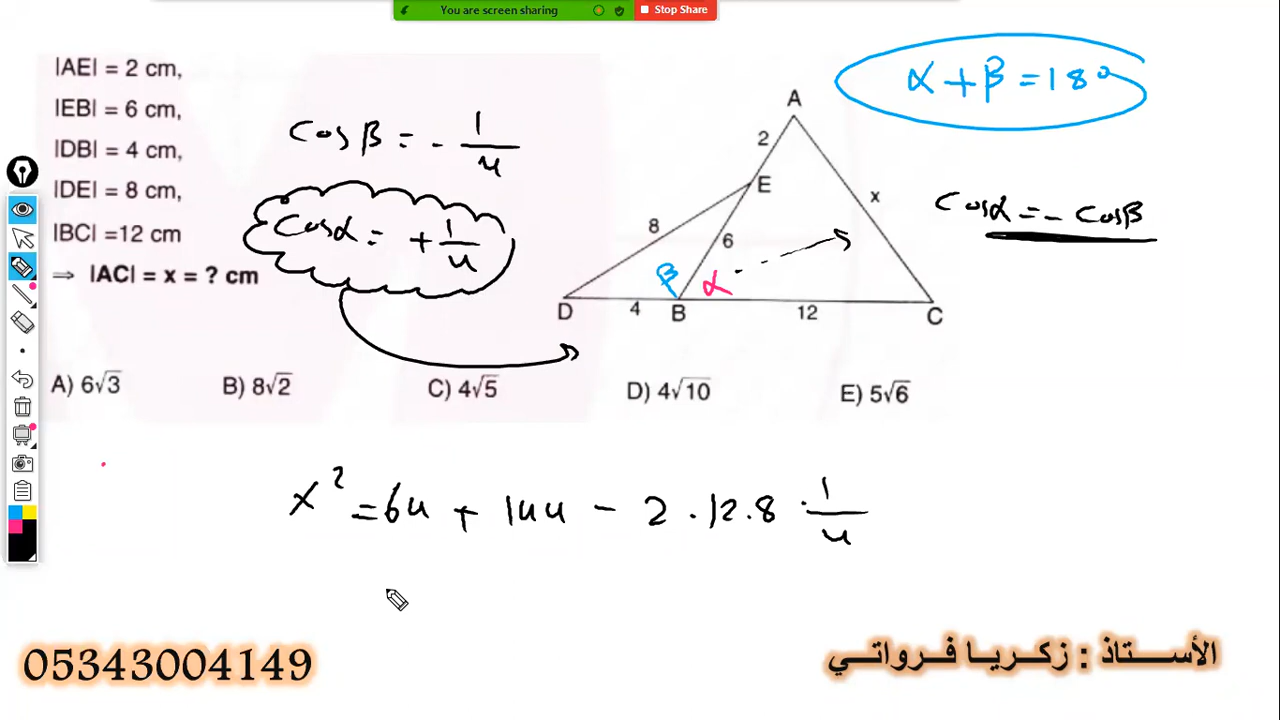 You are screen sharing
Stop Share
|AE| = 2 cm,
|EB| = 6 cm,
|DB| = 4 cm,
|DE| = 8 cm,
|BC| =12 cm
⇒ |AC| = x = ? cm
Cosβ = - 1/4
Cosα = + 1/4
α + β = 180
Cosα = - Cosβ
A
2
E
x
8
6
β
α
D
4
B
12
C
A) 6√3
B) 8√2
C) 4√5
D) 4√10
E) 5√6
x² = 64 + 144 - 2 . 12 . 8 . 1/4
05343004149
الأستاذ : زكريا فرواتي